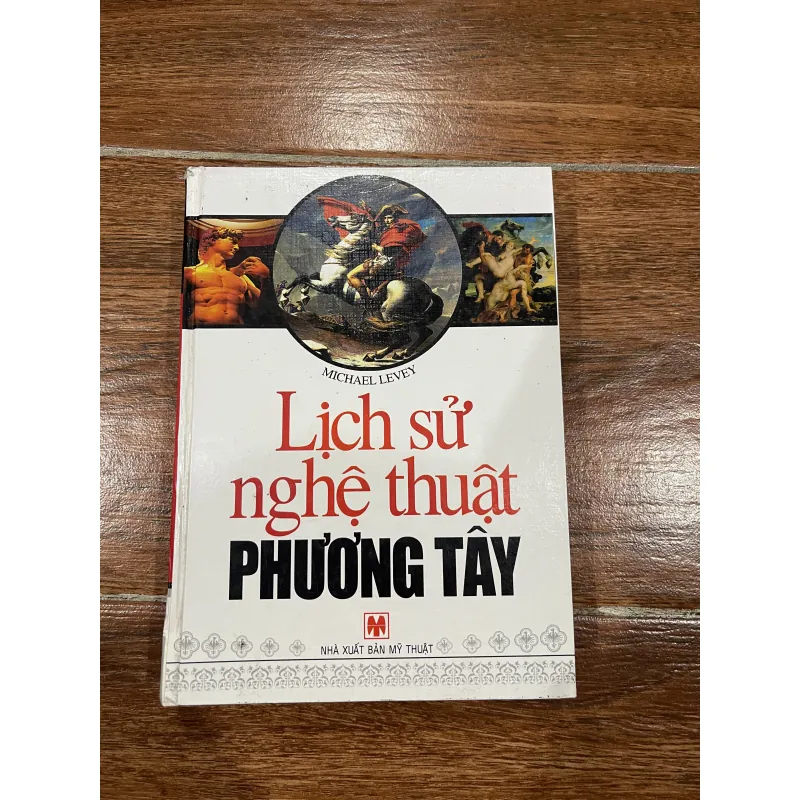 MICHAEL LEVEY
Lịch sử
nghệ thuật
PHƯƠNG TÂY
NHÀ XUẤT BẢN MỸ THUẬT